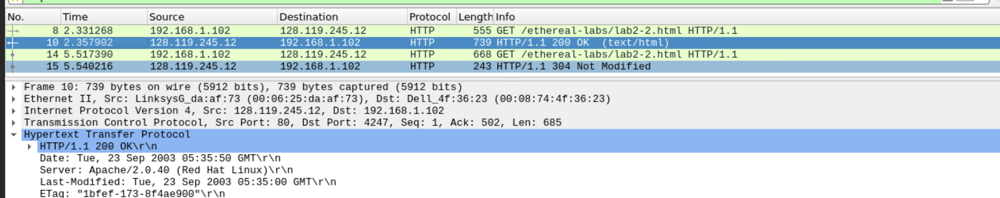 No. Time Source Destination Protocol Length Info
8 2.331268 192.168.1.102 128.119.245.12 HTTP 555 GET /ethereal-labs/lab2-2.html HTTP/1.1
10 2.357902 128.119.245.12 192.168.1.102 HTTP 739 HTTP/1.1 200 OK  (text/html)
14 5.517390 192.168.1.102 128.119.245.12 HTTP 668 GET /ethereal-labs/lab2-2.html HTTP/1.1
15 5.540216 128.119.245.12 192.168.1.102 HTTP 243 HTTP/1.1 304 Not Modified
Frame 10: 739 bytes on wire (5912 bits), 739 bytes captured (5912 bits)
Ethernet II, Src: LinksysG_da:af:73 (00:06:25:da:af:73), Dst: Dell_4f:36:23 (00:08:74:4f:36:23)
Internet Protocol Version 4, Src: 128.119.245.12, Dst: 192.168.1.102
Transmission Control Protocol, Src Port: 80, Dst Port: 4247, Seq: 1, Ack: 502, Len: 685
Hypertext Transfer Protocol
HTTP/1.1 200 OK\r\n
Date: Tue, 23 Sep 2003 05:35:50 GMT\r\n
Server: Apache/2.0.40 (Red Hat Linux)\r\n
Last-Modified: Tue, 23 Sep 2003 05:35:00 GMT\r\n
ETag: "1bfef-173-8f4ae900"\r\n